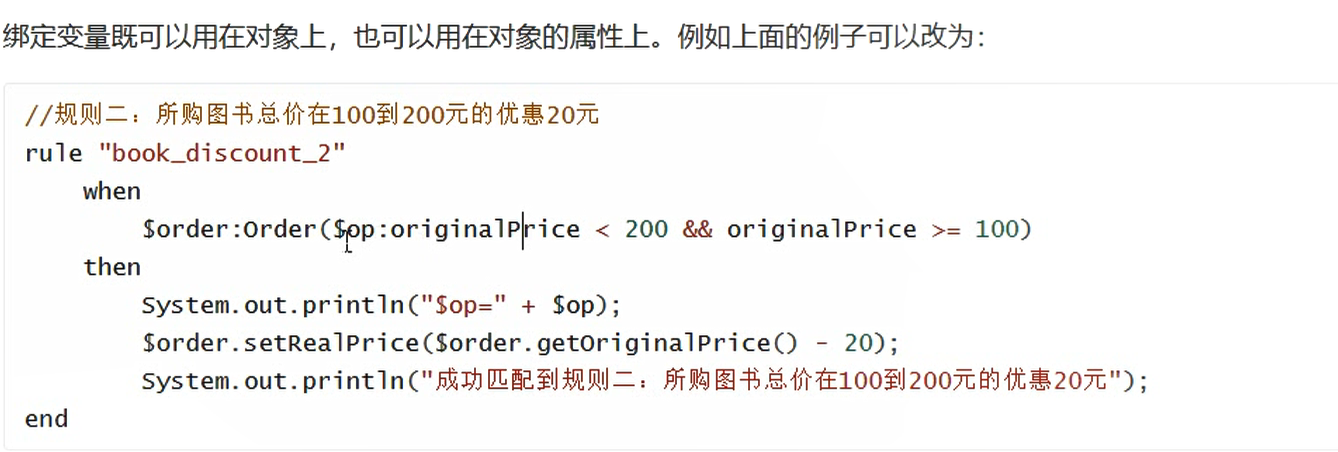 绑定变量既可以用在对象上，也可以用在对象的属性上。例如上面的例子可以改为：
//规则二：所购图书总价在100到200元的优惠20元
rule "book_discount_2"
    when
        $order:Order($op:originalPrice < 200 && originalPrice >= 100)
    then
        System.out.println("$op=" + $op);
        $order.setRealPrice($order.getOriginalPrice() - 20);
        System.out.println("成功匹配到规则二：所购图书总价在100到200元的优惠20元");
end